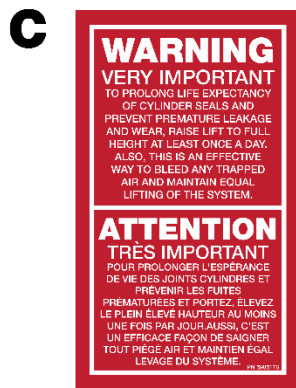 C
WARNING
VERY IMPORTANT
TO PROLONG LIFE EXPECTANCY
OF CYLINDER SEALS AND
PREVENT PREMATURE LEAKAGE
AND WEAR, RAISE LIFT TO FULL
HEIGHT AT LEAST ONCE A DAY.
ALSO, THIS IS AN EFFECTIVE
WAY TO BLEED ANY TRAPPED
AIR AND MAINTAIN EQUAL
LIFTING OF THE SYSTEM.
ATTENTION
TRÈS IMPORTANT
POUR PROLONGER L'ESPÉRANCE
DE VIE DES JOINTS CYLINDRES ET
PRÉVENIR LES FUITES
PRÉMATURÉES ET PORTEZ, ÉLEVEZ
LE PLEIN ÉLEVÉ HAUTEUR AU MOINS
UNE FOIS PAR JOUR.AUSSI, C'EST
UN EFFICACE FAÇON DE SAIGNER
TOUT PIÉGÉ AIR ET MAINTIEN ÉGAL
LEVAGE DU SYSTÈME.
PN